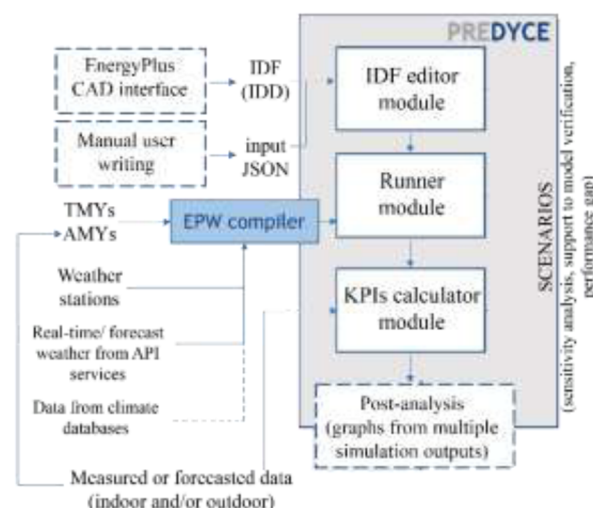 PREDYCE
EnergyPlus
CAD interface
IDF
(IDD)
IDF editor
module
Manual user
writing
input
JSON
Runner
module
TMYs
AMYs
EPW compiler
Weather
stations
KPIs calculator
module
Real-time/ forecast
weather from API
services
Data from climate
databases
Post-analysis
(graphs from multiple
simulation outputs)
Measured or forecasted data
(indoor and/or outdoor)
SCENARIOS
(sensitivity analysis, support to model verification,
performance gap)